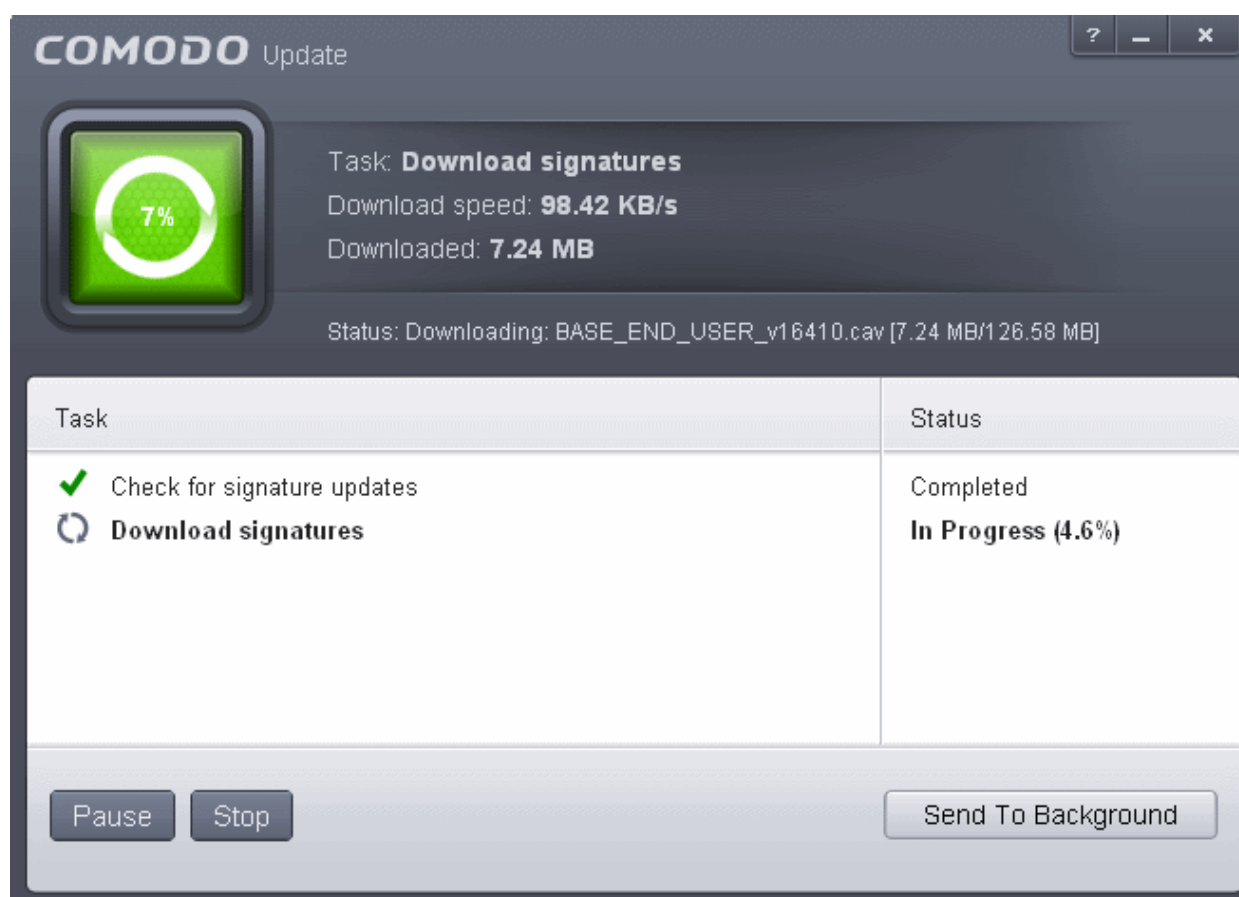 COMODO Update
? _ x
7%
Task: Download signatures
Download speed: 98.42 KB/s
Downloaded: 7.24 MB
Status: Downloading: BASE_END_USER_v16410.cav [7.24 MB/126.58 MB]
Task Status
Check for signature updates Completed
Download signatures In Progress (4.6%)
Pause Stop Send To Background